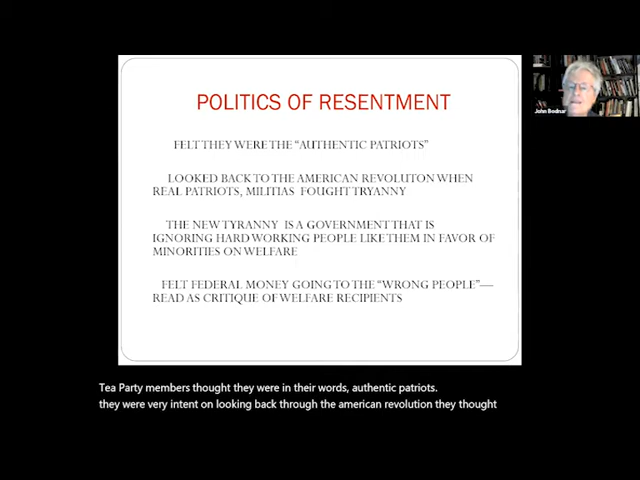 POLITICS OF RESENTMENT
FELT THEY WERE THE "AUTHENTIC PATRIOTS"
LOOKED BACK TO THE AMERICAN REVOLUTON WHEN
REAL PATRIOTS, MILITIAS FOUGHT TRYANNY
THE NEW TYRANNY IS A GOVERNMENT THAT IS
IGNORING HARD WORKING PEOPLE LIKE THEM IN FAVOR OF
MINORITIES ON WELFARE
FELT FEDERAL MONEY GOING TO THE "WRONG PEOPLE"—
READ AS CRITIQUE OF WELFARE RECIPIENTS
John Bodnar
Tea Party members thought they were in their words, authentic patriots.
they were very intent on looking back through the american revolution they thought